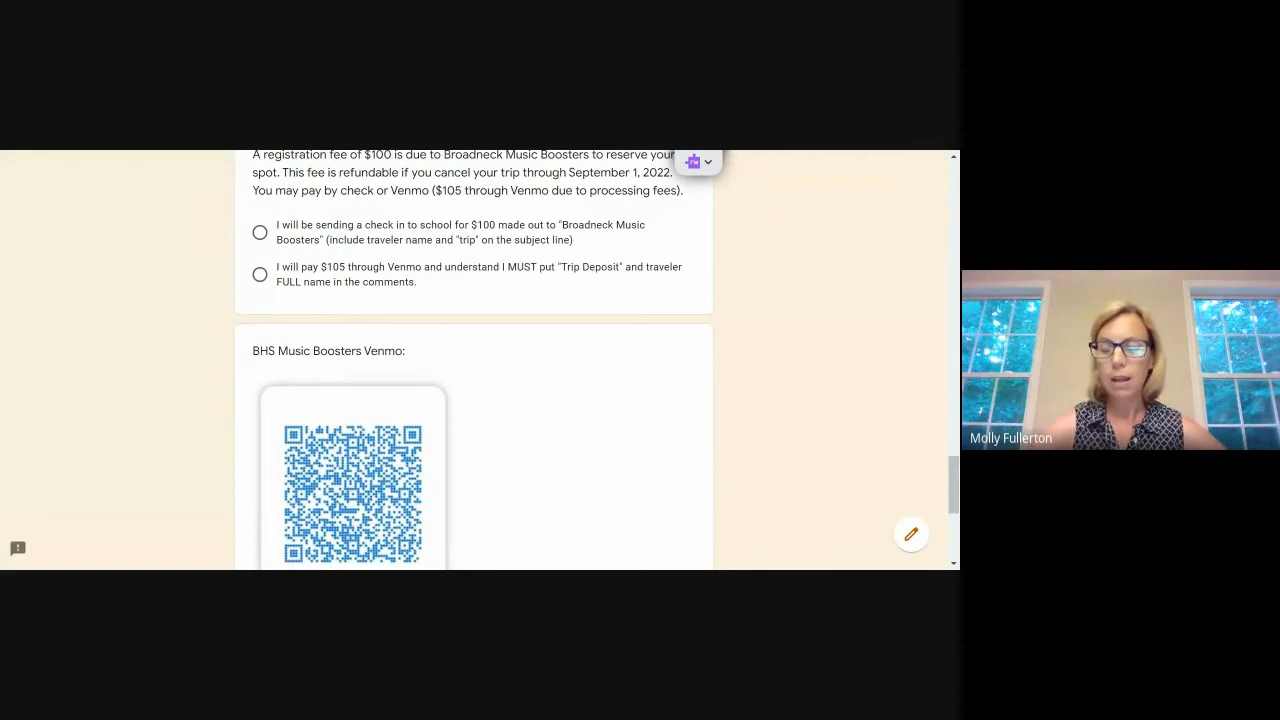 A registration fee of $100 is due to Broadneck Music Boosters to reserve your
spot. This fee is refundable if you cancel your trip through September 1, 2022.
You may pay by check or Venmo ($105 through Venmo due to processing fees).
I will be sending a check in to school for $100 made out to "Broadneck Music
Boosters" (include traveler name and "trip" on the subject line)
I will pay $105 through Venmo and understand I MUST put "Trip Deposit" and traveler
FULL name in the comments.
BHS Music Boosters Venmo:
Molly Fullerton